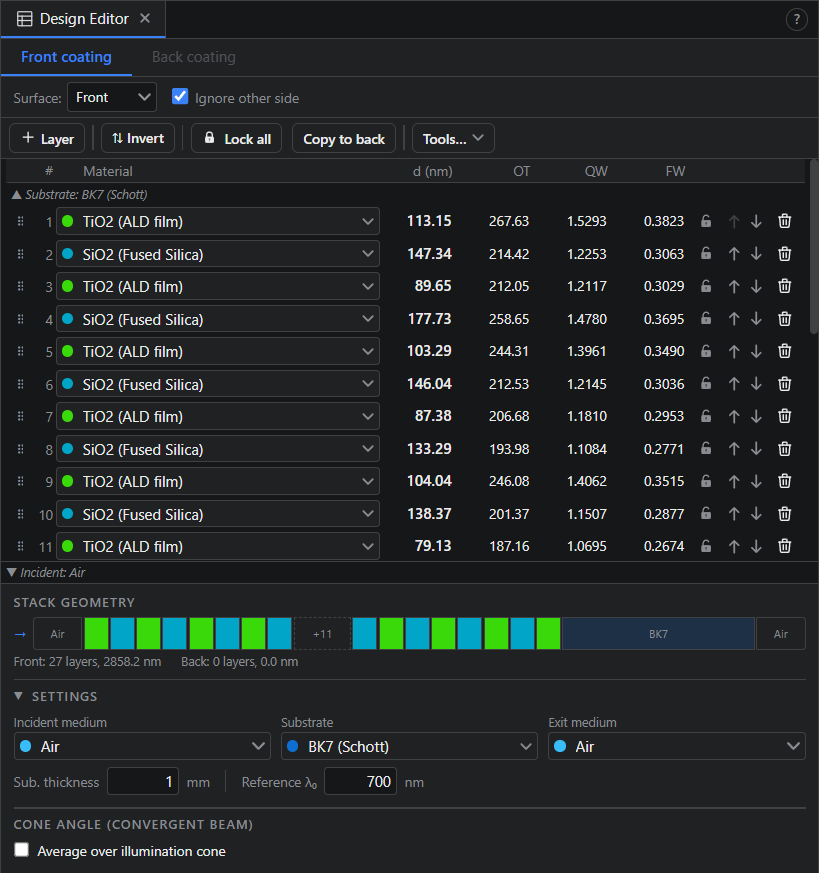 Design Editor ✕ ?
Front coating Back coating
Surface: Front Ignore other side
+ Layer Invert Lock all Copy to back Tools...
# Material d (nm) OT QW FW
▲ Substrate: BK7 (Schott)
1 TiO2 (ALD film) 113.15 267.63 1.5293 0.3823
2 SiO2 (Fused Silica) 147.34 214.42 1.2253 0.3063
3 TiO2 (ALD film) 89.65 212.05 1.2117 0.3029
4 SiO2 (Fused Silica) 177.73 258.65 1.4780 0.3695
5 TiO2 (ALD film) 103.29 244.31 1.3961 0.3490
6 SiO2 (Fused Silica) 146.04 212.53 1.2145 0.3036
7 TiO2 (ALD film) 87.38 206.68 1.1810 0.2953
8 SiO2 (Fused Silica) 133.29 193.98 1.1084 0.2771
9 TiO2 (ALD film) 104.04 246.08 1.4062 0.3515
10 SiO2 (Fused Silica) 138.37 201.37 1.1507 0.2877
11 TiO2 (ALD film) 79.13 187.16 1.0695 0.2674
▼ Incident: Air
STACK GEOMETRY
→ Air +11 BK7 Air
Front: 27 layers, 2858.2 nm Back: 0 layers, 0.0 nm
▼ SETTINGS
Incident medium Substrate Exit medium
Air BK7 (Schott) Air
Sub. thickness 1 mm Reference λ₀ 700 nm
CONE ANGLE (CONVERGENT BEAM)
Average over illumination cone